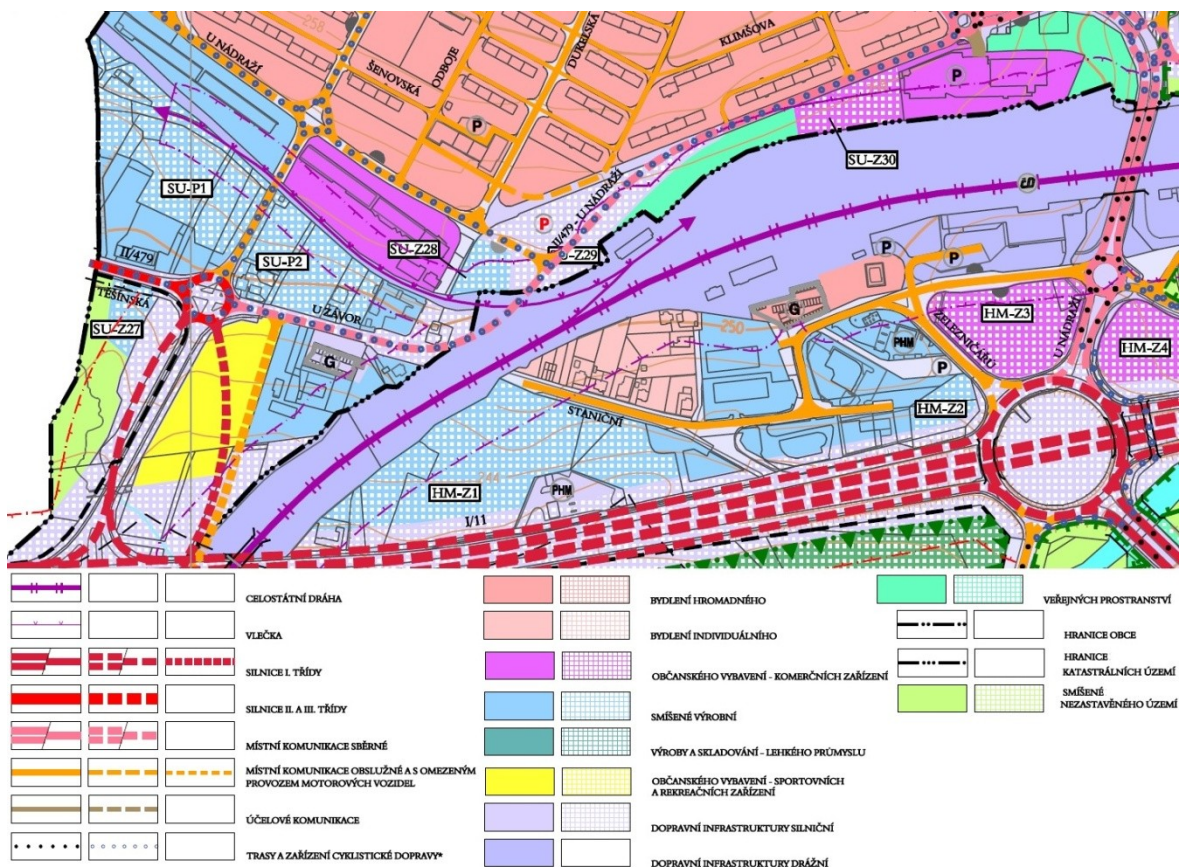 258
U NÁDRAŽÍ
ŠENOVSKÁ
ODBOJE
DUKELSKÁ
KLIMŠOVA
P
P
SU-Z30
SU-P1
P
II/479 - U NÁDRAŽÍ
SU-Z28
-Z29
ČD
SU-P2
II/479
TĚŠÍNSKÁ
U ZÁVOR
SU-Z27
G
P
P
G
250
PHM
ŽELEZNIČÁŘŮ
HM-Z3
U NÁDRAŽÍ
HM-Z4
P
HM-Z2
STANIČNÍ
HM-Z1
244
PHM
I/11
CELOSTÁTNÍ DRÁHA
VLEČKA
SILNICE I. TŘÍDY
SILNICE II. A III. TŘÍDY
MÍSTNÍ KOMUNIKACE SBĚRNÉ
MÍSTNÍ KOMUNIKACE OBSLUŽNÉ A S OMEZENÝM
PROVOZEM MOTOROVÝCH VOZIDEL
ÚČELOVÉ KOMUNIKACE
TRASY A ZAŘÍZENÍ CYKLISTICKÉ DOPRAVY*
BYDLENÍ HROMADNÉHO
BYDLENÍ INDIVIDUÁLNÍHO
OBČANSKÉHO VYBAVENÍ - KOMERČNÍCH ZAŘÍZENÍ
SMÍŠENÉ VÝROBNÍ
VÝROBY A SKLADOVÁNÍ - LEHKÉHO PRŮMYSLU
OBČANSKÉHO VYBAVENÍ - SPORTOVNÍCH
A REKREAČNÍCH ZAŘÍZENÍ
DOPRAVNÍ INFRASTRUKTURY SILNIČNÍ
DOPRAVNÍ INFRASTRUKTURY DRÁŽNÍ
VEŘEJNÝCH PROSTRANSTVÍ
HRANICE OBCE
HRANICE
KATASTRÁLNÍCH ÚZEMÍ
SMÍŠENÉ
NEZASTAVĚNÉHO ÚZEMÍ